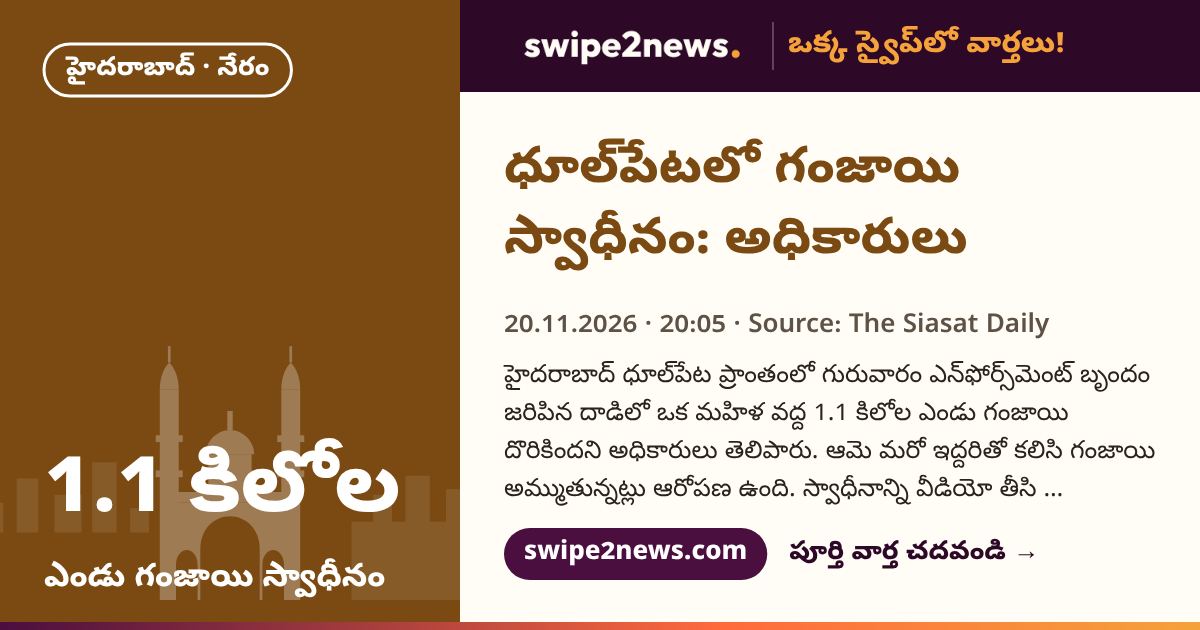 హైదరాబాద్ · నేరం
1.1 కిలోల
ఎండు గంజాయి స్వాధీనం
swipe2news.
ఒక్క స్వైప్‌లో వార్తలు!
ధూల్‌పేటలో గంజాయి
స్వాధీనం: అధికారులు
20.11.2026 · 20:05 · Source: The Siasat Daily
హైదరాబాద్ ధూల్‌పేట ప్రాంతంలో గురువారం ఎన్‌ఫోర్స్‌మెంట్ బృందం
జరిపిన దాడిలో ఒక మహిళ వద్ద 1.1 కిలోల ఎండు గంజాయి
దొరికిందని అధికారులు తెలిపారు. ఆమె మరో ఇద్దరితో కలిసి గంజాయి
అమ్ముతున్నట్లు ఆరోపణ ఉంది. స్వాధీనాన్ని వీడియో తీసి ...
swipe2news.com
పూర్తి వార్త చదవండి →